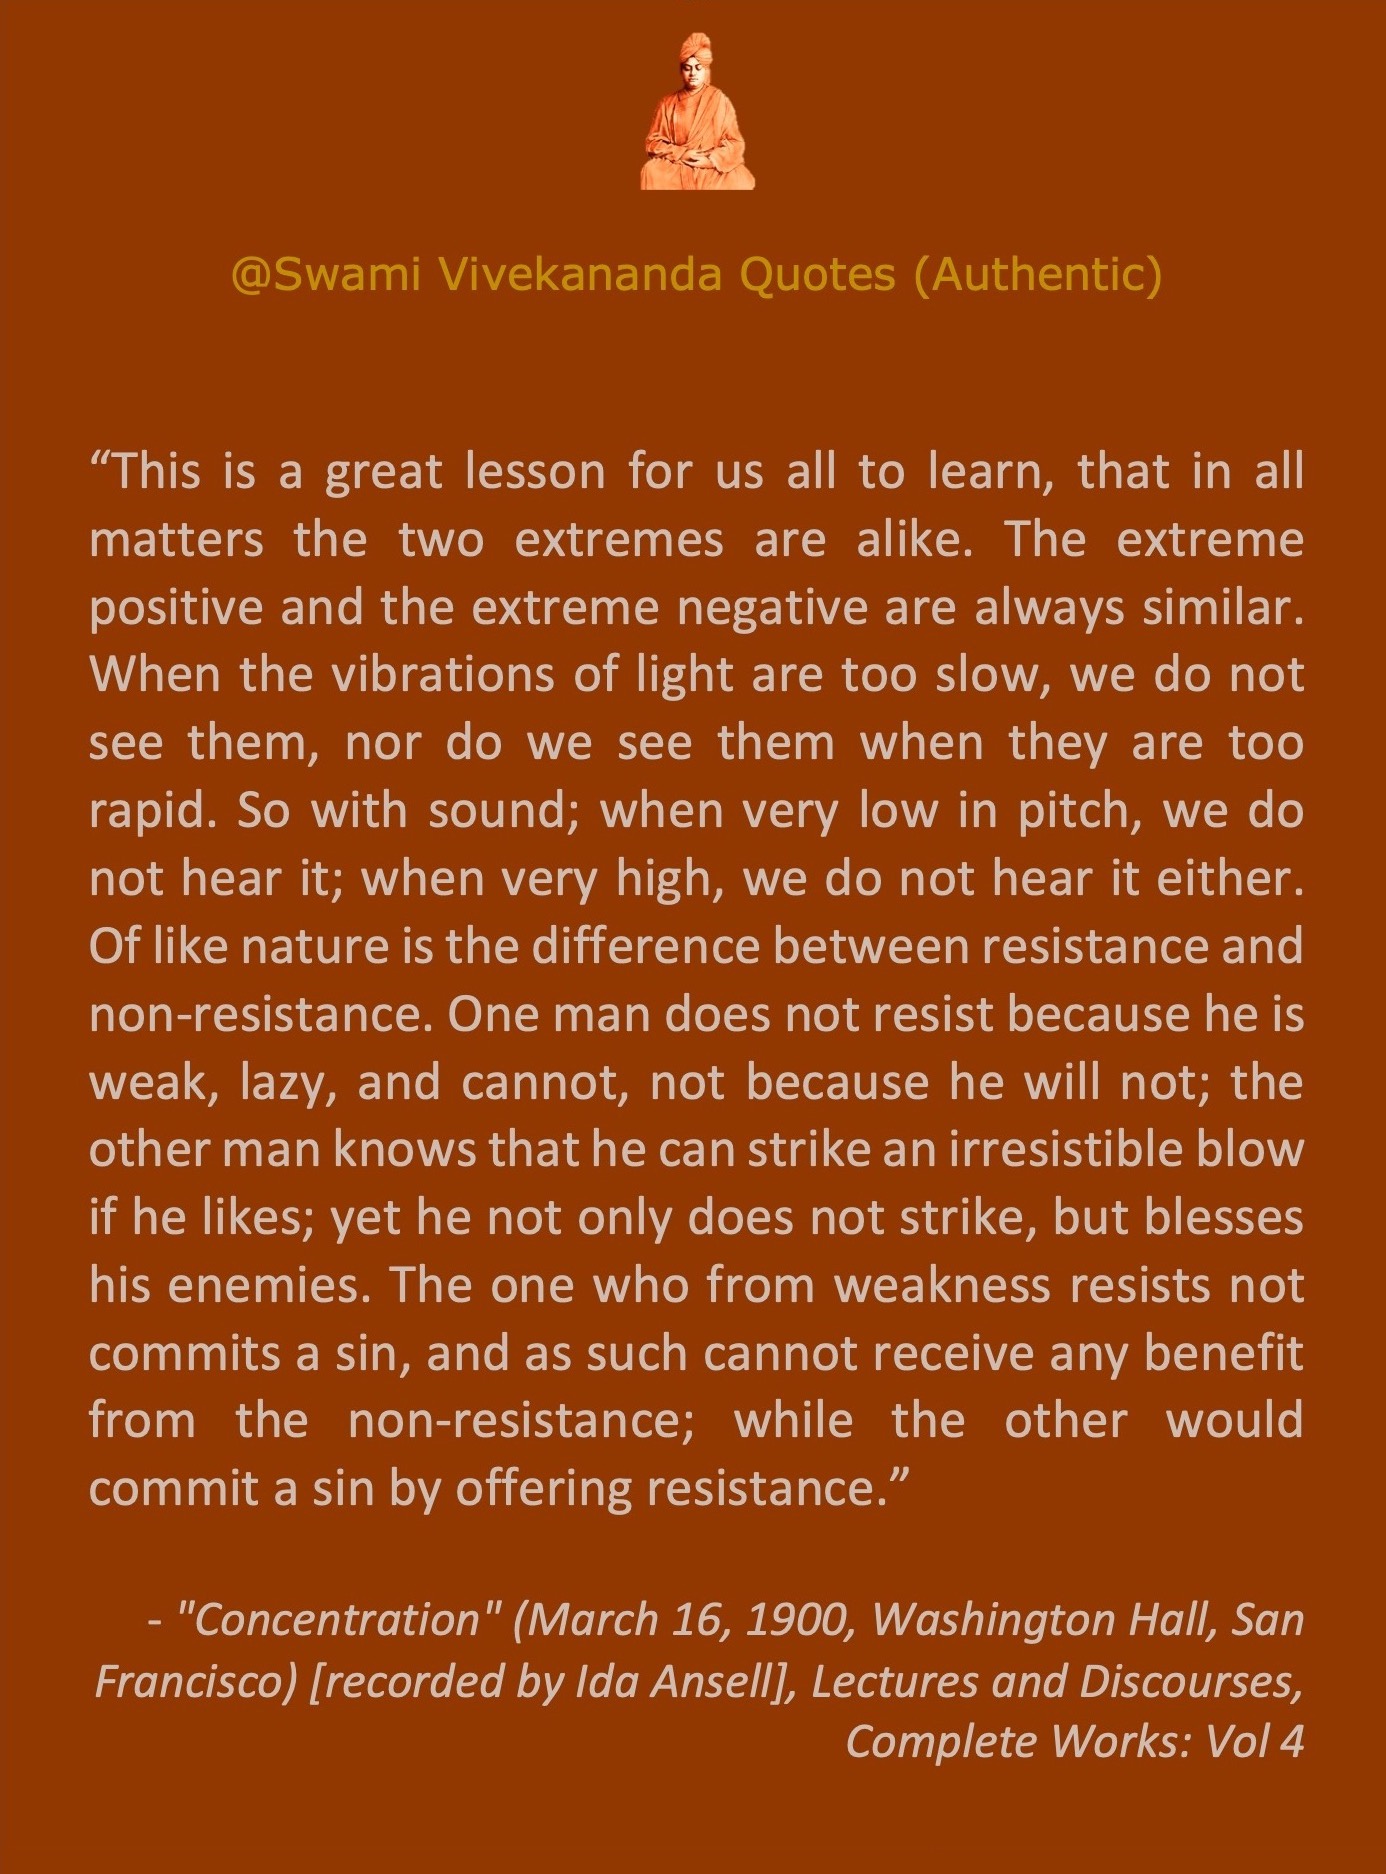 @Swami Vivekananda Quotes (Authentic)
“This is a great lesson for us all to learn, that in all
matters the two extremes are alike. The extreme
positive and the extreme negative are always similar.
When the vibrations of light are too slow, we do not
see them, nor do we see them when they are too
rapid. So with sound; when very low in pitch, we do
not hear it; when very high, we do not hear it either.
Of like nature is the difference between resistance and
non-resistance. One man does not resist because he is
weak, lazy, and cannot, not because he will not; the
other man knows that he can strike an irresistible blow
if he likes; yet he not only does not strike, but blesses
his enemies. The one who from weakness resists not
commits a sin, and as such cannot receive any benefit
from the non-resistance; while the other would
commit a sin by offering resistance.”
- "Concentration" (March 16, 1900, Washington Hall, San
Francisco) [recorded by Ida Ansell], Lectures and Discourses,
Complete Works: Vol 4